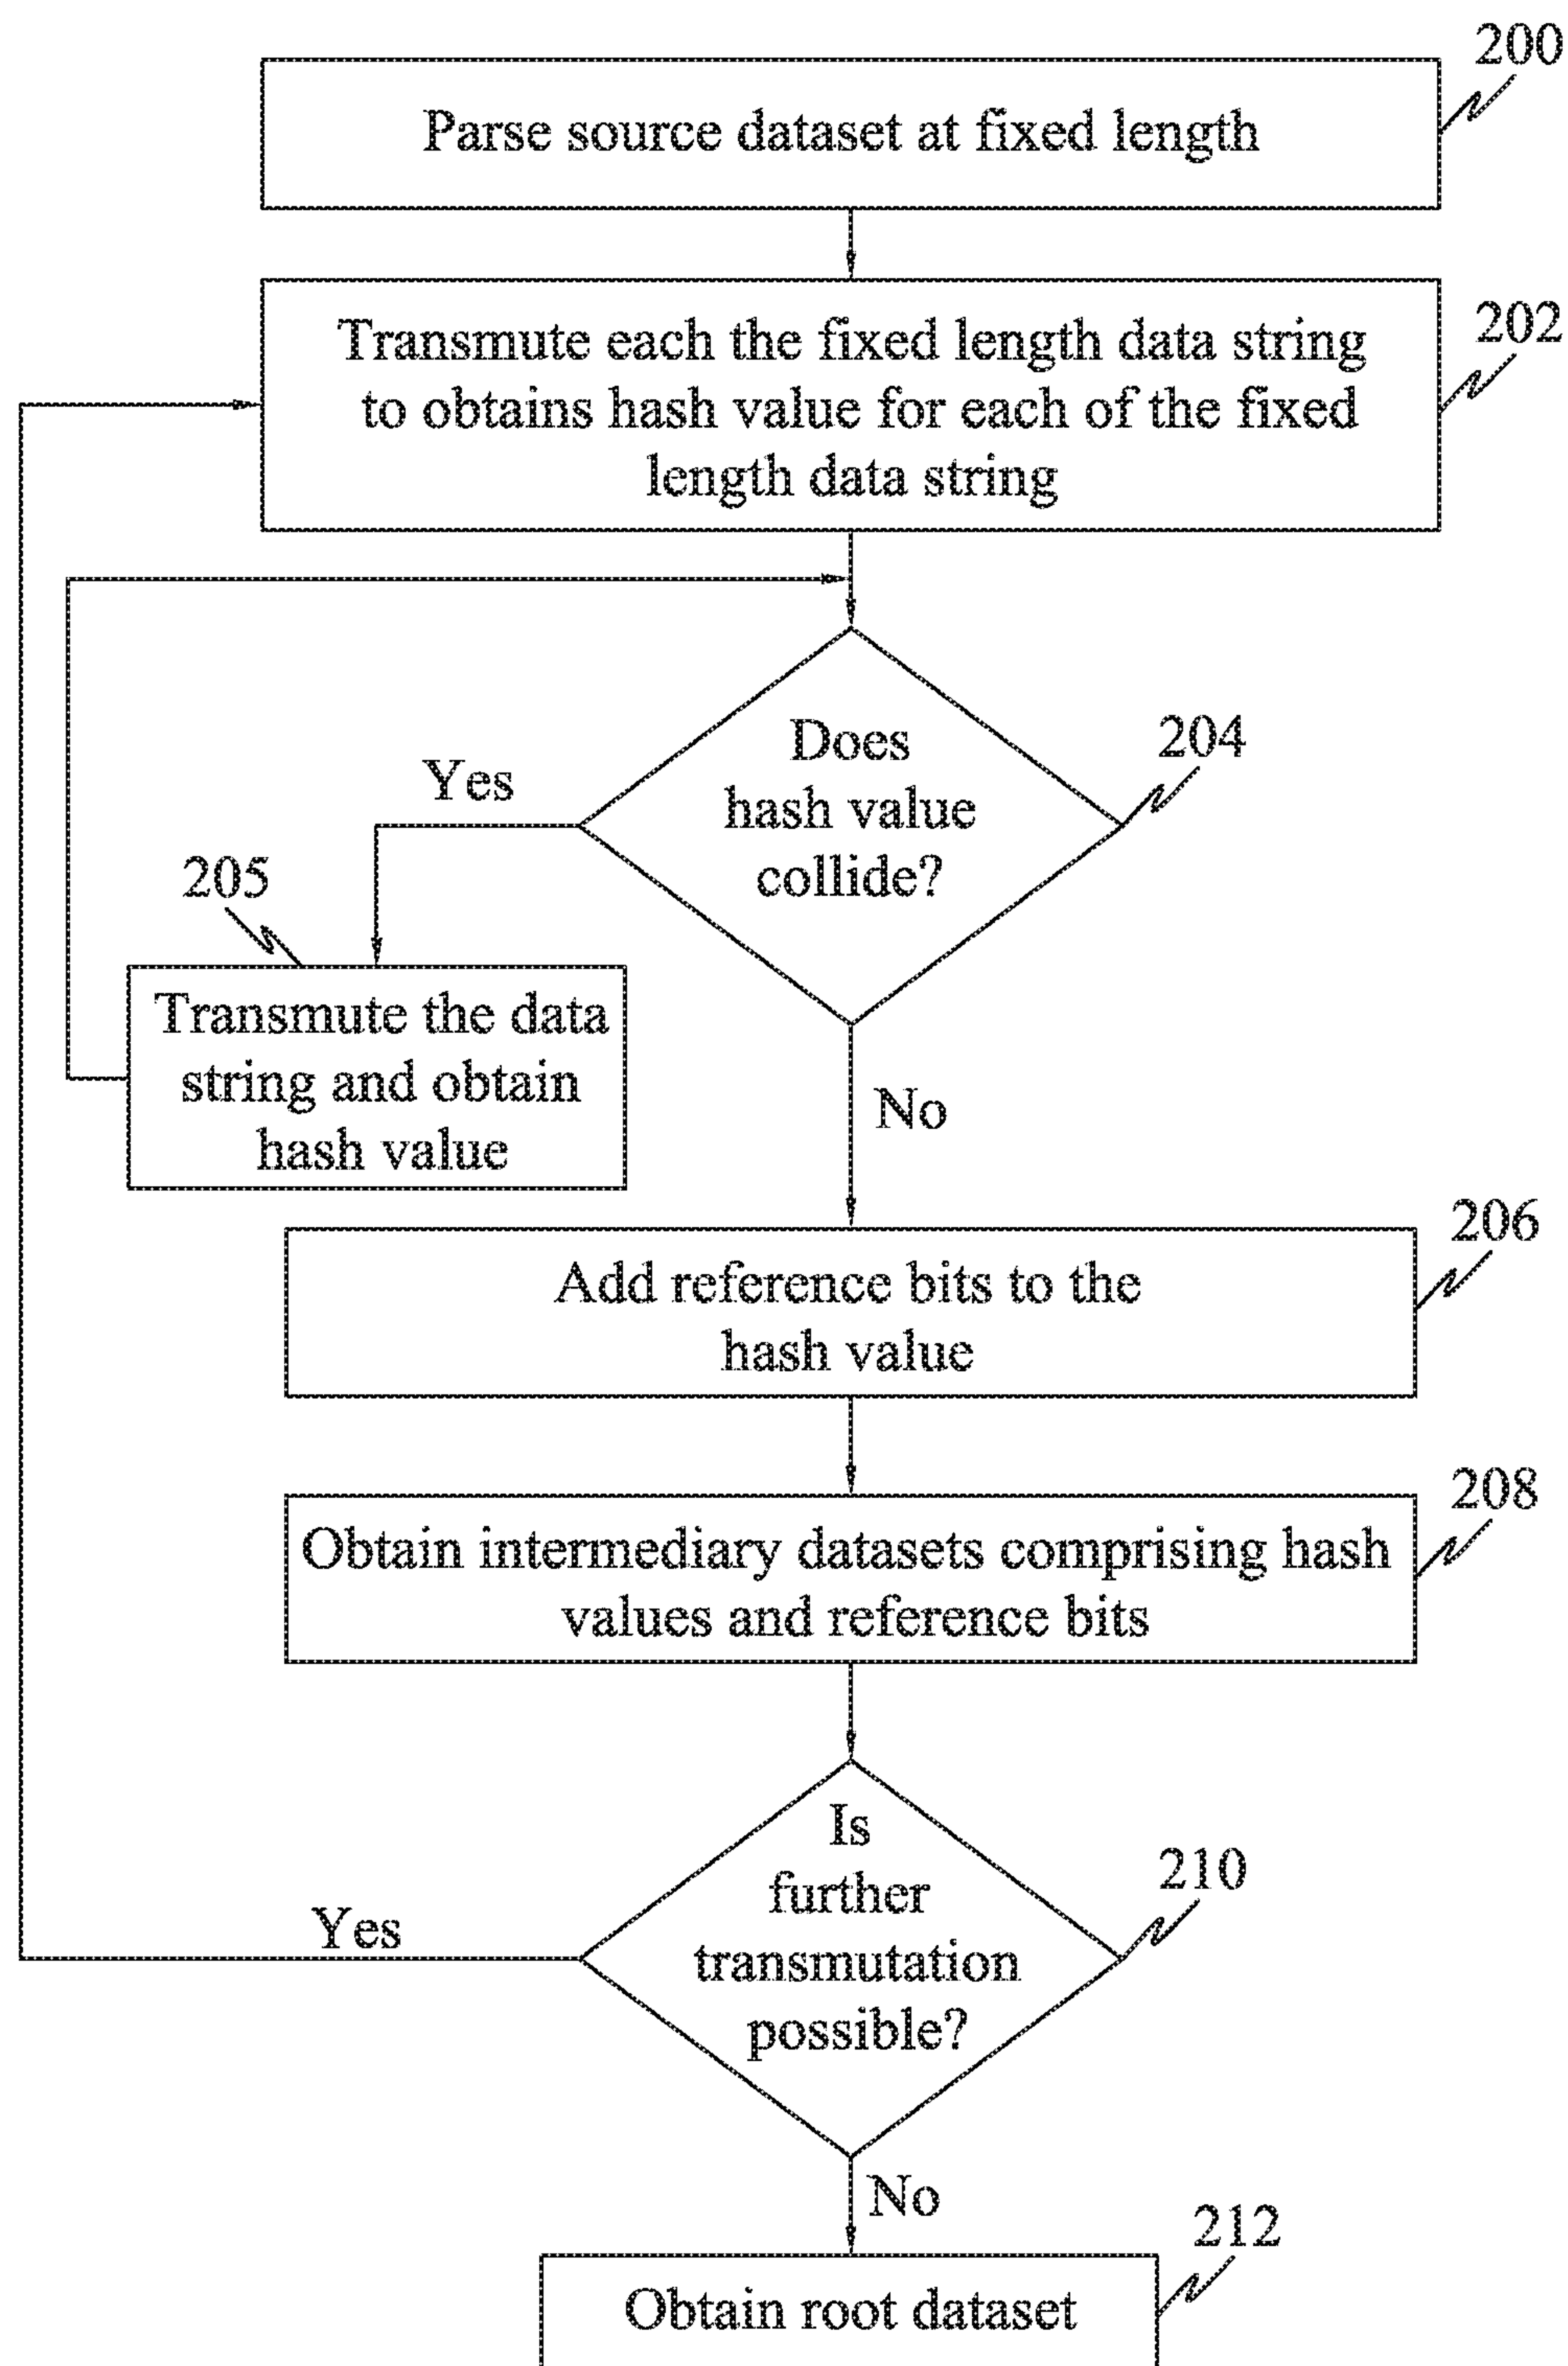 200
Parse source dataset at fixed length
202
Transmute each the fixed length data string
to obtains hash value for each of the fixed
length data string
204
Does
hash value
collide?
Yes
205
Transmute the data
string and obtain
hash value
No
206
Add reference bits to the
hash value
208
Obtain intermediary datasets comprising hash
values and reference bits
210
Is
further
transmutation
possible?
Yes
No
212
Obtain root dataset